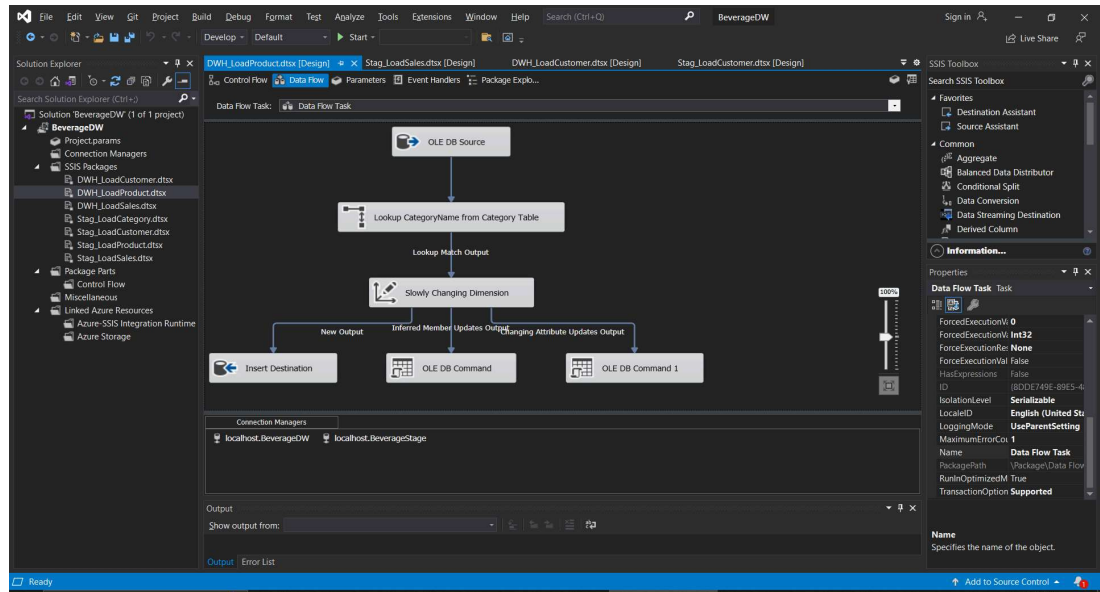 File Edit View Git Project Build Debug Format Test Analyze Tools Extensions Window Help Search (Ctrl+Q) BeverageDW Sign in
Develop Default Start Live Share
Solution Explorer
Search Solution Explorer (Ctrl+;)
Solution 'BeverageDW' (1 of 1 project)
BeverageDW
Project.params
Connection Managers
SSIS Packages
DWH_LoadCustomer.dtsx
DWH_LoadProduct.dtsx
DWH_LoadSales.dtsx
Stag_LoadCategory.dtsx
Stag_LoadCustomer.dtsx
Stag_LoadProduct.dtsx
Stag_LoadSales.dtsx
Package Parts
Control Flow
Miscellaneous
Linked Azure Resources
Azure-SSIS Integration Runtime
Azure Storage
DWH_LoadProduct.dtsx [Design] Stag_LoadSales.dtsx [Design] DWH_LoadCustomer.dtsx [Design] Stag_LoadCustomer.dtsx [Design]
Control Flow Data Flow Parameters Event Handlers Package Explo...
Data Flow Task: Data Flow Task
OLE DB Source
Lookup CategoryName from Category Table
Lookup Match Output
Slowly Changing Dimension
100%
New Output Inferred Member Updates Output Changing Attribute Updates Output
Insert Destination OLE DB Command OLE DB Command 1
Connection Managers
localhost.BeverageDW localhost.BeverageStage
Output
Show output from:
Output Error List
SSIS Toolbox
Search SSIS Toolbox
Favorites
Destination Assistant
Source Assistant
Common
Aggregate
Balanced Data Distributor
Conditional Split
Data Conversion
Data Streaming Destination
Derived Column
Information...
Properties
Data Flow Task Task
ForcedExecutionV 0
ForcedExecutionV Int32
ForceExecutionRe: None
ForceExecutionVal False
HasExpressions False
ID {8DDE749E-89E5-4
IsolationLevel Serializable
LocaleID English (United Sta
LoggingMode UseParentSetting
MaximumErrorCou 1
Name Data Flow Task
PackagePath \Package\Data Flow
RunInOptimizedM True
TransactionOption Supported
Name
Specifies the name of the object.
Ready Add to Source Control 1